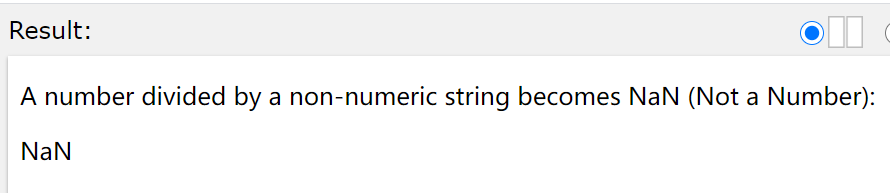 Result:
A number divided by a non-numeric string becomes NaN (Not a Number):
NaN